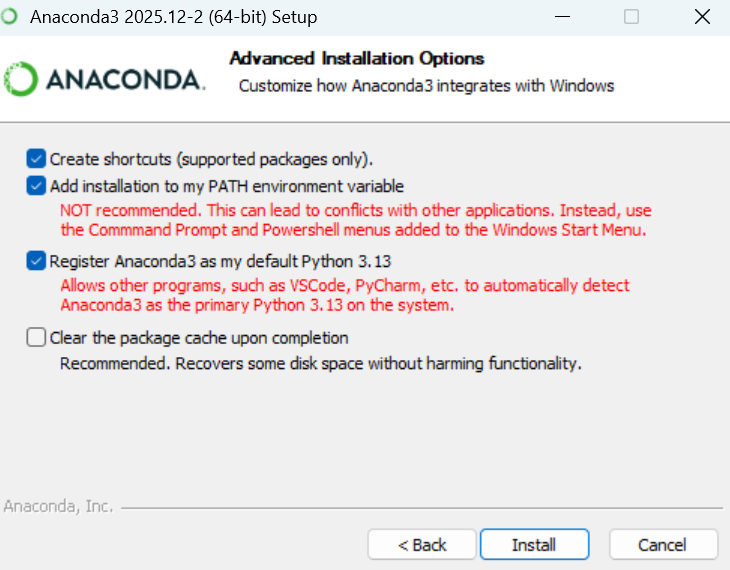 Anaconda3 2025.12-2 (64-bit) Setup
ANACONDA.
Advanced Installation Options
Customize how Anaconda3 integrates with Windows
Create shortcuts (supported packages only).
Add installation to my PATH environment variable
NOT recommended. This can lead to conflicts with other applications. Instead, use
the Commmand Prompt and Powershell menus added to the Windows Start Menu.
Register Anaconda3 as my default Python 3.13
Allows other programs, such as VSCode, PyCharm, etc. to automatically detect
Anaconda3 as the primary Python 3.13 on the system.
Clear the package cache upon completion
Recommended. Recovers some disk space without harming functionality.
Anaconda, Inc.
< Back
Install
Cancel